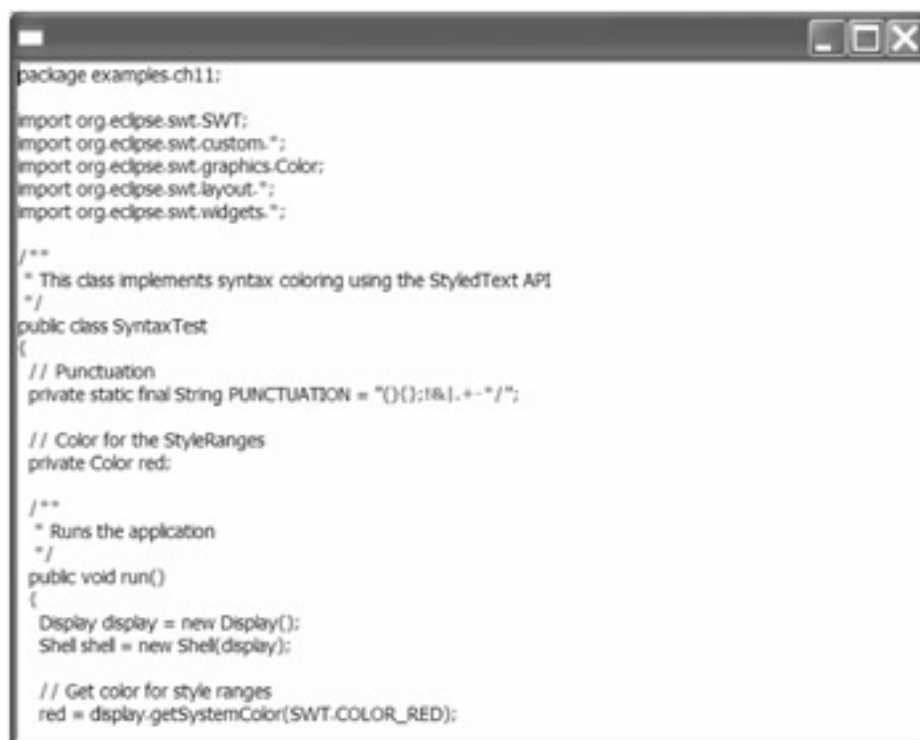 package examples.ch11;
import org.eclipse.swt.SWT;
import org.eclipse.swt.custom.*;
import org.eclipse.swt.graphics.Color;
import org.eclipse.swt.layout.*;
import org.eclipse.swt.widgets.*;
/**
* This class implements syntax coloring using the StyledText API
*/
public class SyntaxTest
{
// Punctuation
private static final String PUNCTUATION = "(){};!&|.+-*/";
// Color for the StyleRanges
private Color red;
/**
* Runs the application
*/
public void run()
{
Display display = new Display();
Shell shell = new Shell(display);
// Get color for style ranges
red = display.getSystemColor(SWT.COLOR_RED);